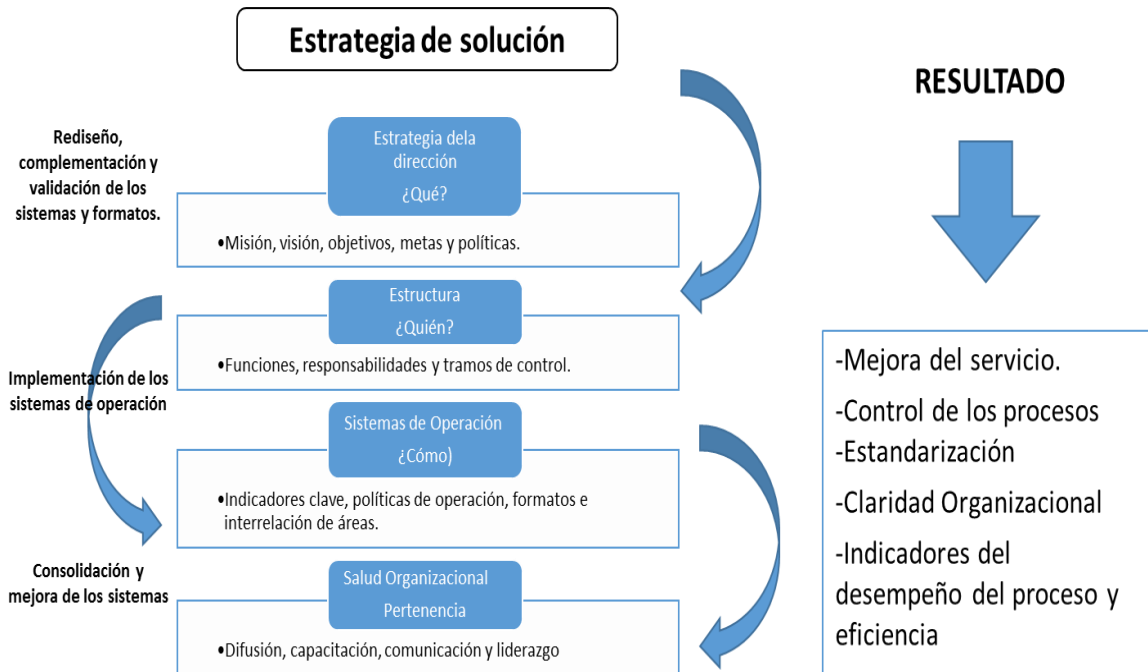 Estrategia de solución
RESULTADO
Rediseño,
complementación y
validación de los
sistemas y formatos.
Estrategia dela
dirección
¿Qué?
•Misión, visión, objetivos, metas y políticas.
Estructura
¿Quién?
•Funciones, responsabilidades y tramos de control.
Implementación de los
sistemas de operación
Sistemas de Operación
¿Cómo)
•Indicadores clave, políticas de operación, formatos e
interrelación de áreas.
Consolidación y
mejora de los sistemas
Salud Organizacional
Pertenencia
•Difusión, capacitación, comunicación y liderazgo
-Mejora del servicio.
-Control de los procesos
-Estandarización
-Claridad Organizacional
-Indicadores del
desempeño del proceso y
eficiencia